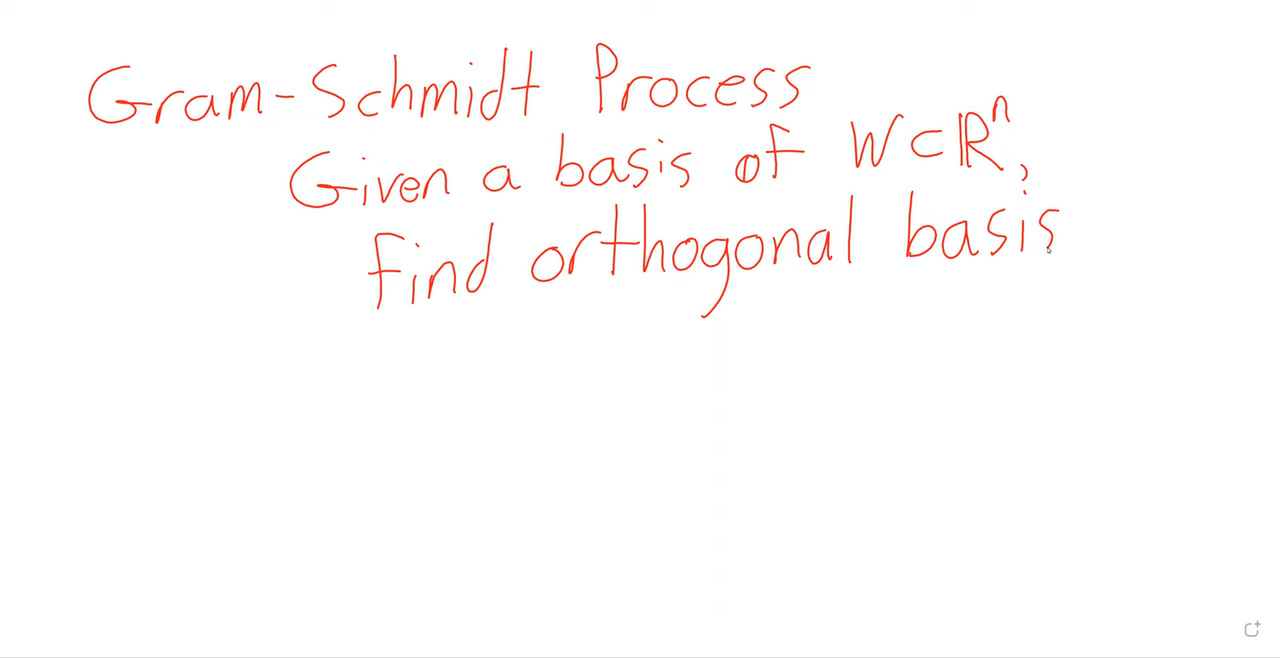 Gram-Schmidt Process
Given a basis of W⊂ℝⁿ,
find orthogonal basis